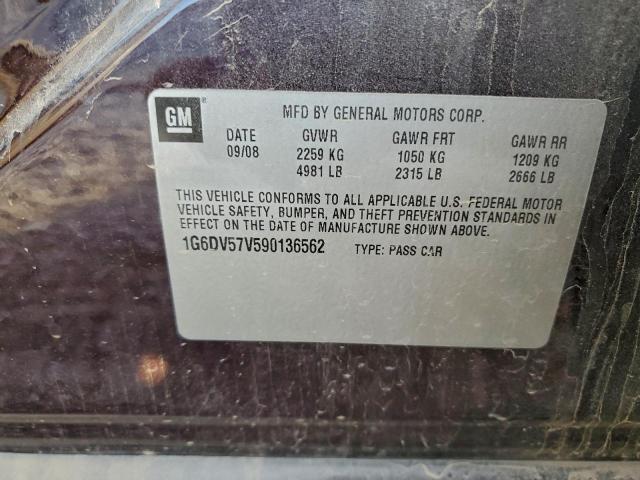 GM ®
MFD BY GENERAL MOTORS CORP.
DATE GVWR GAWR FRT GAWR RR
09/08 2259 KG 1050 KG 1209 KG
4981 LB 2315 LB 2666 LB
THIS VEHICLE CONFORMS TO ALL APPLICABLE U.S. FEDERAL MOTOR
VEHICLE SAFETY, BUMPER, AND THEFT PREVENTION STANDARDS IN
EFFECT ON THE DATE OF MANUFACTURE SHOWN ABOVE.
1G6DV57V590136562 TYPE: PASS CAR